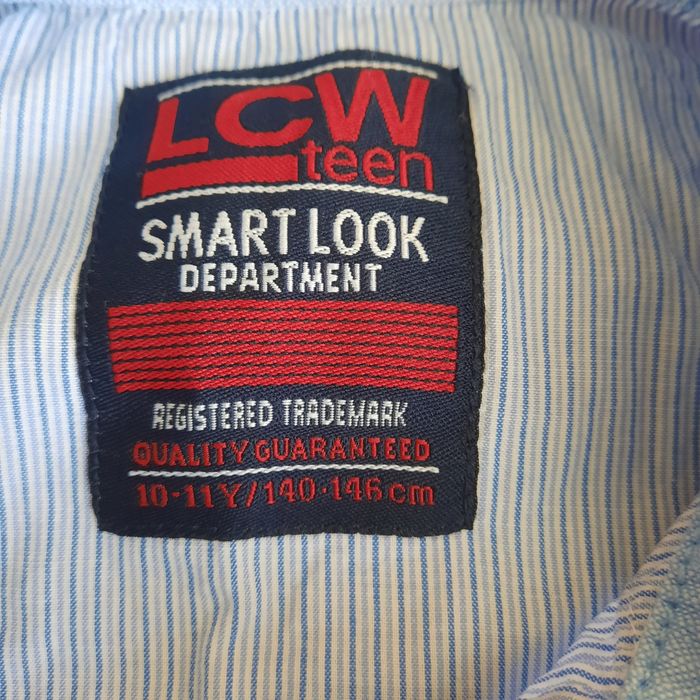 LCW
teen
SMART LOOK
DEPARTMENT
REGISTERED TRADEMARK
QUALITY GUARANTEED
10-11Y/140-146cm